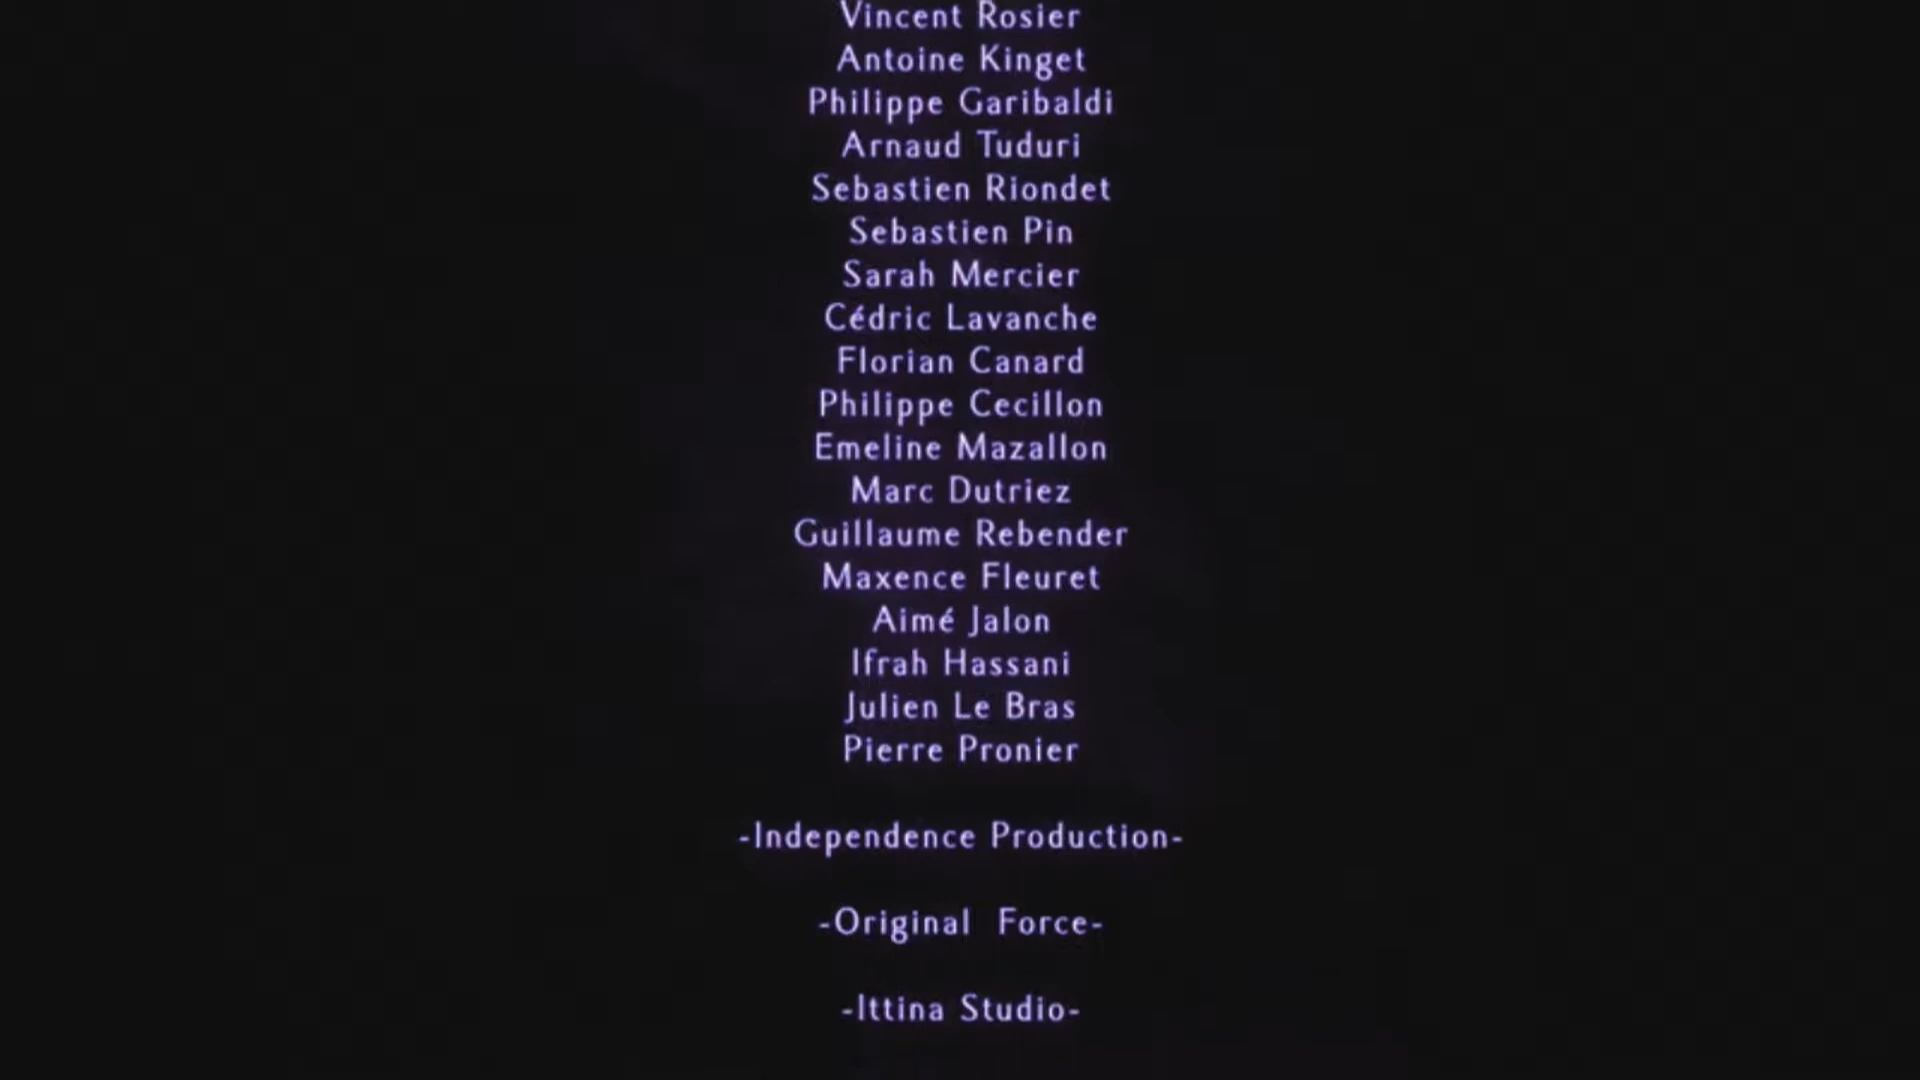 Vincent Rosier
Antoine Kinget
Philippe Garibaldi
Arnaud Tuduri
Sebastien Riondet
Sebastien Pin
Sarah Mercier
Cédric Lavanche
Florian Canard
Philippe Cecillon
Emeline Mazallon
Marc Dutriez
Guillaume Rebender
Maxence Fleuret
Aimé Jalon
Ifrah Hassani
Julien Le Bras
Pierre Pronier
-Independence Production-
-Original Force-
-Ittina Studio-